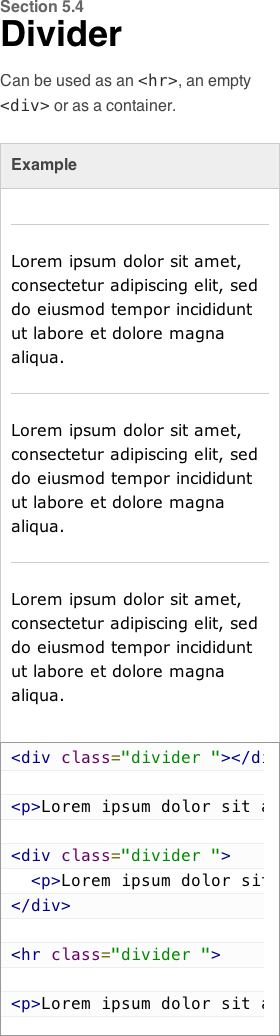 Section 5.4
Divider
Can be used as an <hr>, an empty
<div> or as a container.
Example
Lorem ipsum dolor sit amet,
consectetur adipiscing elit, sed
do eiusmod tempor incididunt
ut labore et dolore magna
aliqua.
Lorem ipsum dolor sit amet,
consectetur adipiscing elit, sed
do eiusmod tempor incididunt
ut labore et dolore magna
aliqua.
Lorem ipsum dolor sit amet,
consectetur adipiscing elit, sed
do eiusmod tempor incididunt
ut labore et dolore magna
aliqua.
<div class="divider "></di
<p>Lorem ipsum dolor sit a
<div class="divider ">
<p>Lorem ipsum dolor sit
</div>
<hr class="divider ">
<p>Lorem ipsum dolor sit a